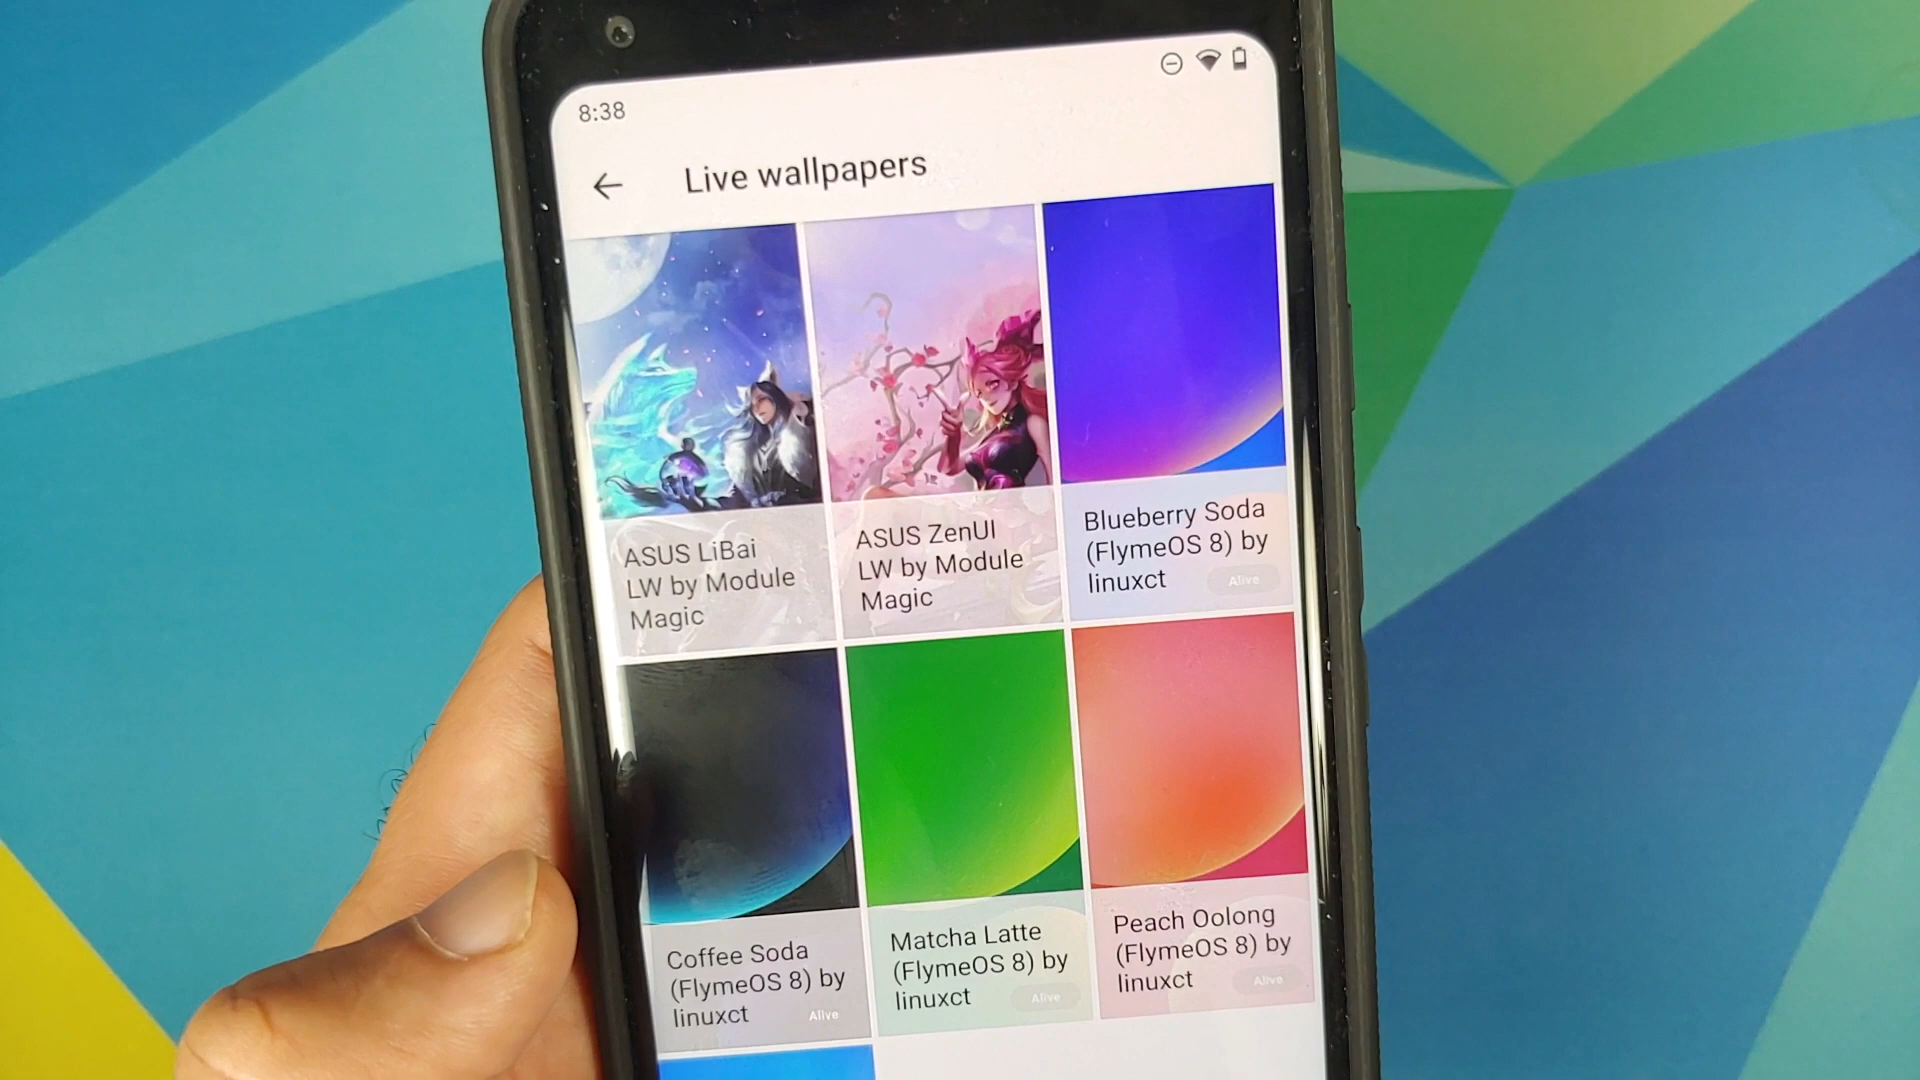 8:38
Live wallpapers
ASUS LiBai
LW by Module
Magic
ASUS ZenUI
LW by Module
Magic
Blueberry Soda
(FlymeOS 8) by
linuxct
Alive
Coffee Soda
(FlymeOS 8) by
linuxct
Alive
Matcha Latte
(FlymeOS 8) by
linuxct
Alive
Peach Oolong
(FlymeOS 8) by
linuxct
Alive